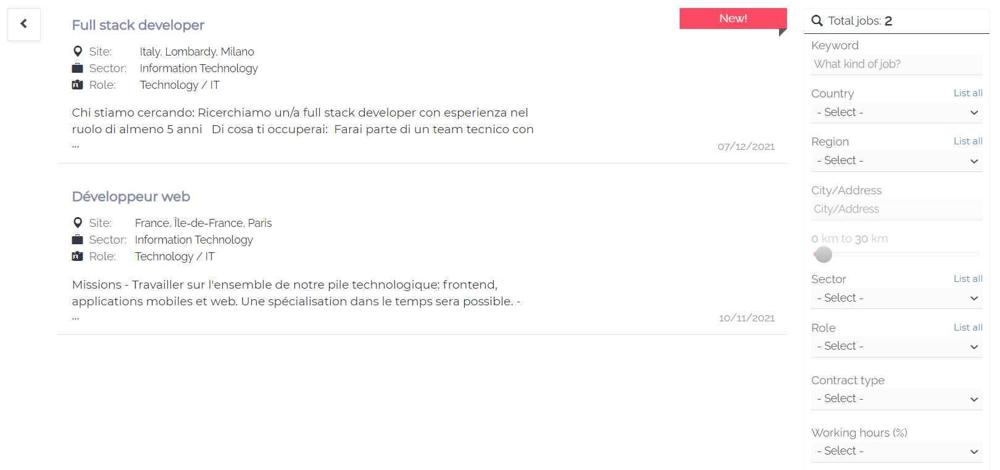 Full stack developer
New!
Site: Italy, Lombardy, Milano
Sector: Information Technology
Role: Technology / IT
Chi stiamo cercando: Ricerchiamo un/a full stack developer con esperienza nel
ruolo di almeno 5 anni   Di cosa ti occuperai:  Farai parte di un team tecnico con
...
07/12/2021
Développeur web
Site: France, Île-de-France, Paris
Sector: Information Technology
Role: Technology / IT
Missions - Travailler sur l'ensemble de notre pile technologique: frontend,
applications mobiles et web. Une spécialisation dans le temps sera possible. -
...
10/11/2021
Total jobs: 2
Keyword
What kind of job?
Country List all
- Select -
Region List all
- Select -
City/Address
City/Address
0 km to 30 km
Sector List all
- Select -
Role List all
- Select -
Contract type
- Select -
Working hours (%)
- Select -